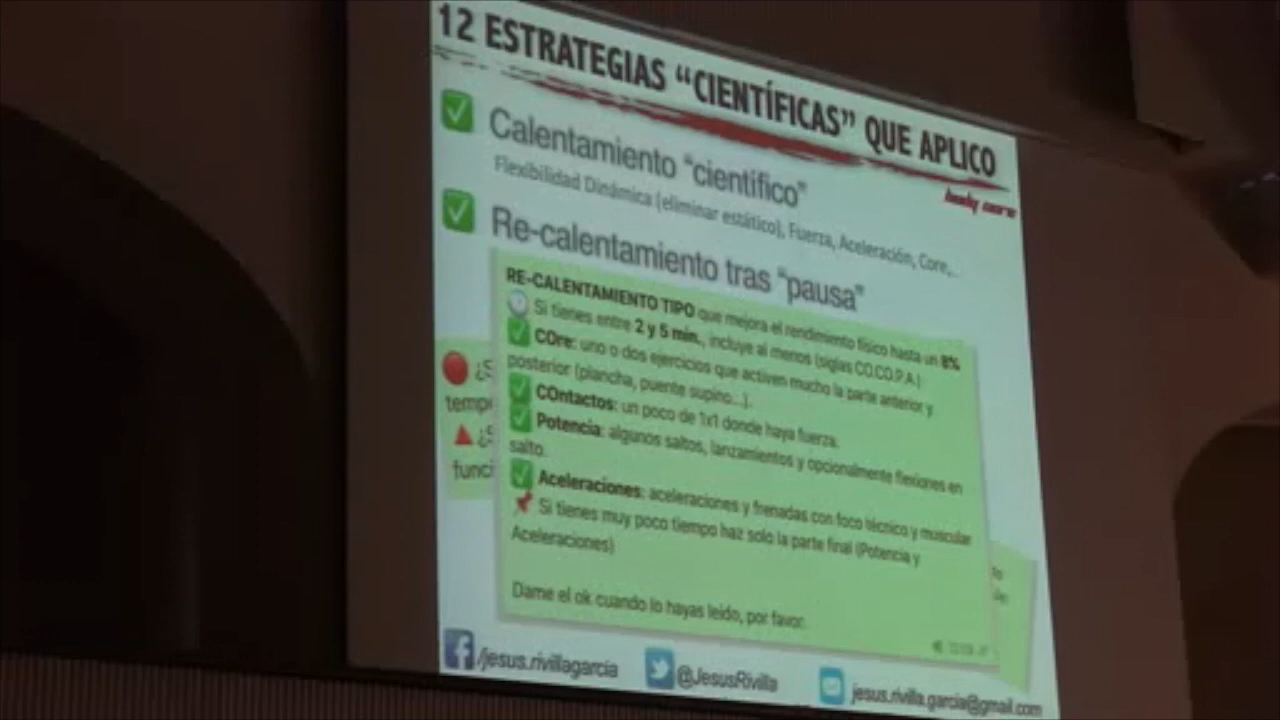 12 ESTRATEGIAS “CIENTÍFICAS” QUE APLICO
body care
Calentamiento “científico”
Flexibilidad Dinámica (eliminar estático), Fuerza, Aceleración, Core,...
Re-calentamiento tras “pausa”
RE-CALENTAMIENTO TIPO que mejora el rendimiento físico hasta un 8%
Si tienes entre 2 y 5 min., incluye al menos (siglas CO.CO.P.A.)
COre: uno o dos ejercicios que activen mucho la parte anterior y
posterior (plancha, puente supino...).
COntactos: un poco de 1x1 donde haya fuerza.
Potencia: algunos saltos, lanzamientos y opcionalmente flexiones en
salto.
Aceleraciones: aceleraciones y frenadas con foco técnico y muscular
Si tienes muy poco tiempo haz solo la parte final (Potencia y
Aceleraciones)
Dame el ok cuando lo hayas leído, por favor.
¿S
temp
¿S
funci
/jesus.rivillagarcia
@JesusRivilla
jesus.rivilla.garcia@gmail.com